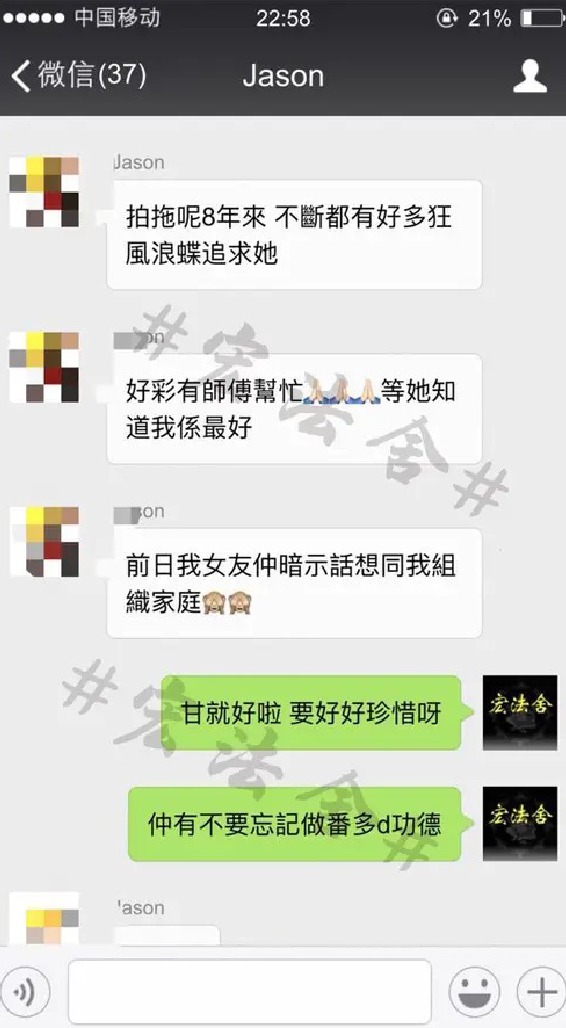 中国移动 22:58 21%
微信(37) Jason
Jason
拍拖呢8年來 不斷都有好多狂
風浪蝶追求她
#宏法舍#
on
好彩有師傅幫忙🙏🏻🙏🏻🙏🏻等她知
道我係最好
son
前日我女友仲暗示話想同我組
織家庭🙈🙈
甘就好啦 要好好珍惜呀
宏法舍
#宏法舍#
仲有不要忘記做番多d功德
宏法舍
Jason